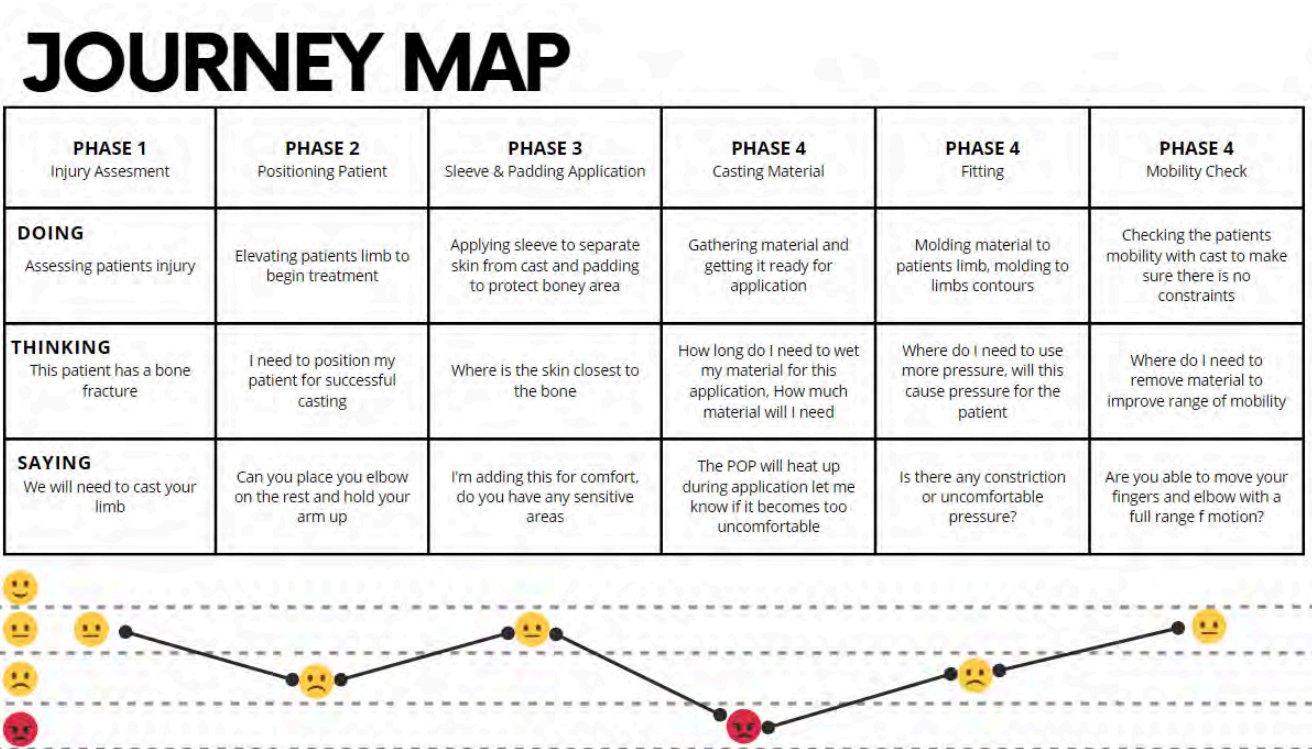 JOURNEY MAP
PHASE 1
Injury Assesment
PHASE 2
Positioning Patient
PHASE 3
Sleeve & Padding Application
PHASE 4
Casting Material
PHASE 4
Fitting
PHASE 4
Mobility Check
DOING
Assessing patients injury
Elevating patients limb to
begin treatment
Applying sleeve to separate
skin from cast and padding
to protect boney area
Gathering material and
getting it ready for
application
Molding material to
patients limb, molding to
limbs contours
Checking the patients
mobility with cast to make
sure there is no
constraints
THINKING
This patient has a bone
fracture
I need to position my
patient for successful
casting
Where is the skin closest to
the bone
How long do I need to wet
my material for this
application, How much
material will I need
Where do I need to use
more pressure, will this
cause pressure for the
patient
Where do I need to
remove material to
improve range of mobility
SAYING
We will need to cast your
limb
Can you place you elbow
on the rest and hold your
arm up
I'm adding this for comfort,
do you have any sensitive
areas
The POP will heat up
during application let me
know if it becomes too
uncomfortable
Is there any constriction
or uncomfortable
pressure?
Are you able to move your
fingers and elbow with a
full range f motion?